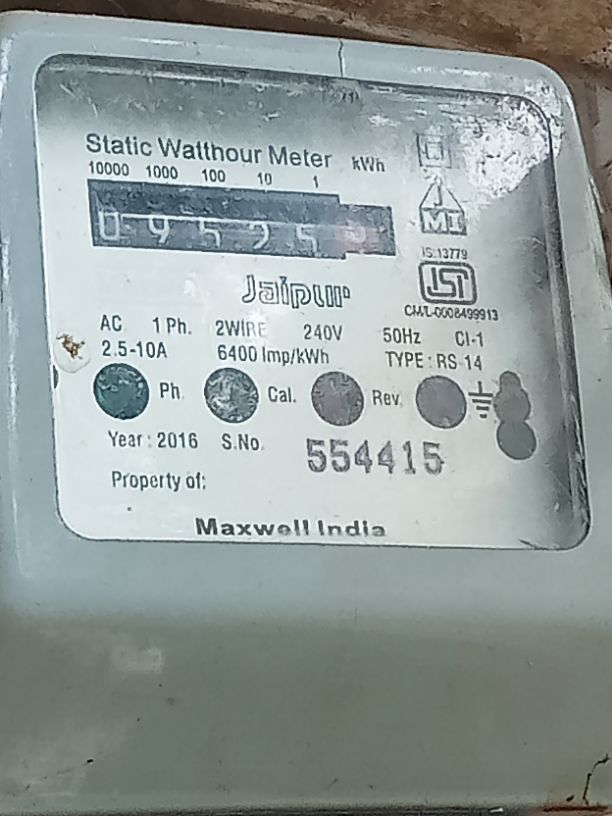 Static Watthour Meter kWh
10000 1000 100 10 1
Jaipur
IS:13779
CM/L-0008499913
AC 1 Ph. 2WIRE 240V 50Hz Cl-1
2.5-10A 6400 Imp/kWh TYPE : RS-14
Ph. Cal. Rev.
Year : 2016 S.No. 554415
Property of:
Maxwell India